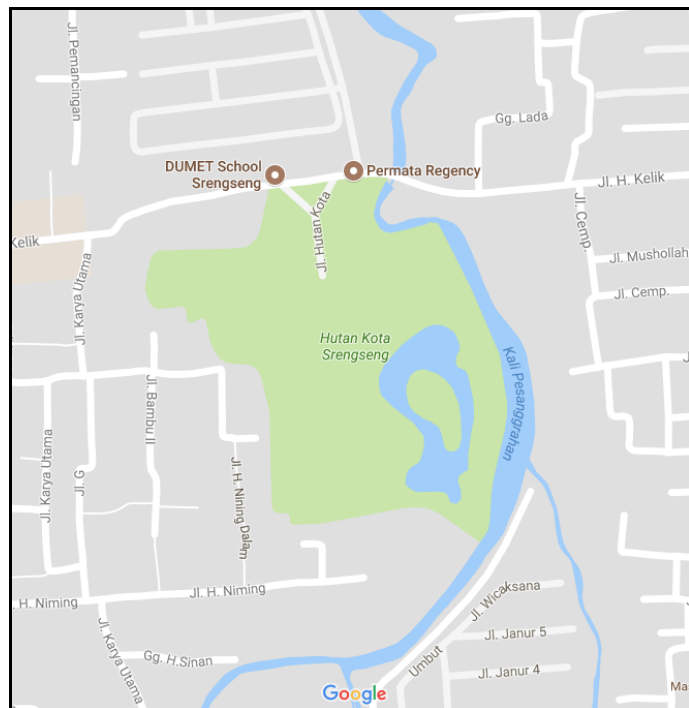 Jl. Pemancingan
Gg. Lada
DUMET School
Srengseng
Permata Regency
Jl. H. Kelik
Jl. Cemp.
Jl. Hutan Kota
Kelik
Jl. Karya Utama
Jl. Mushollah
Jl. Cemp.
Hutan Kota
Srengseng
Kali Pesanggrahan
Jl. Bambu II
Jl. Karya Utama
Jl. G
Jl. H. Nining Dalam
Jl. H. Niming
H. Niming
Jl. Wicaksana
Jl. Karya Utama
Gg. H.Sinan
Umbut
Jl. Janur 5
Jl. Janur 4
Google
Ma